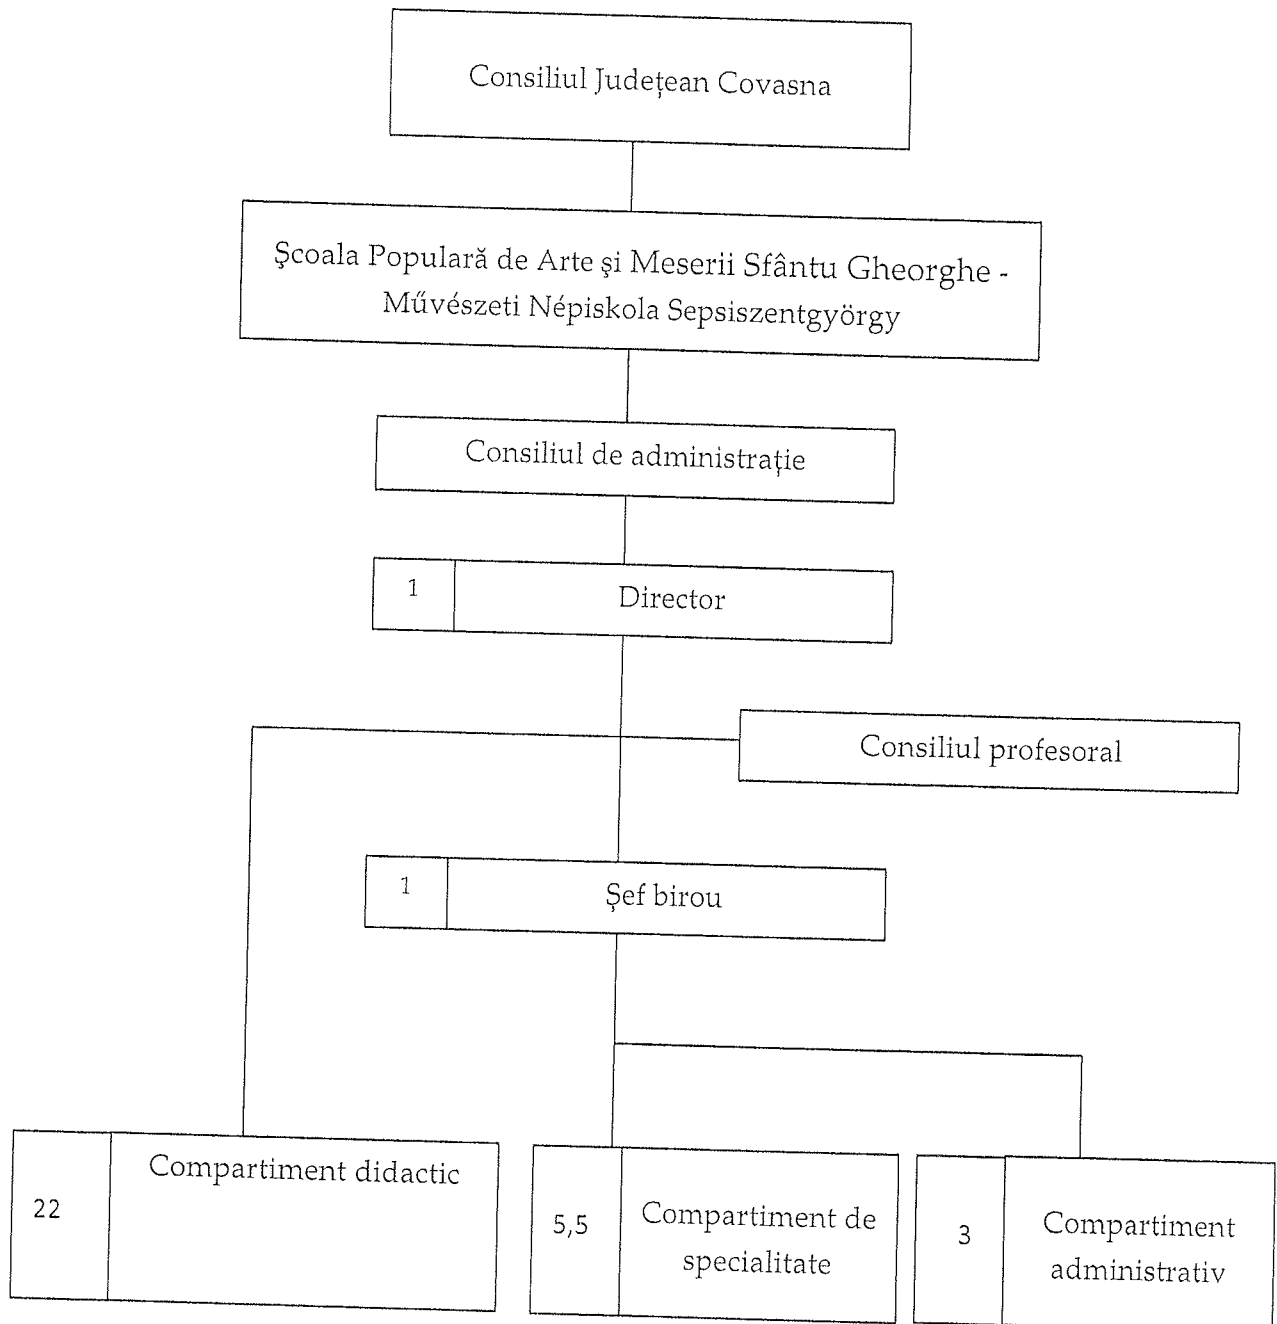 Consiliul Județean Covasna
Şcoala Populară de Arte şi Meserii Sfântu Gheorghe -
Művészeti Népiskola Sepsiszentgyörgy
Consiliul de administrație
1
Director
Consiliul profesoral
1
Şef birou
22
Compartiment didactic
5,5
Compartiment de
specialitate
3
Compartiment
administrativ